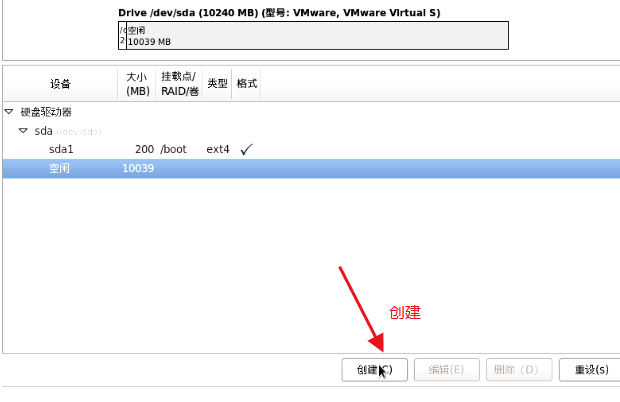 Drive /dev/sda (10240 MB) (型号: VMware, VMware Virtual S)
空闲
2 10039 MB
设备 大小 (MB) 挂载点/ RAID/卷 类型 格式
硬盘驱动器
sda (/dev/sda)
sda1 200 /boot ext4 ✓
空闲 10039
创建
创建(C) 编辑(E) 删除（D） 重设(s)